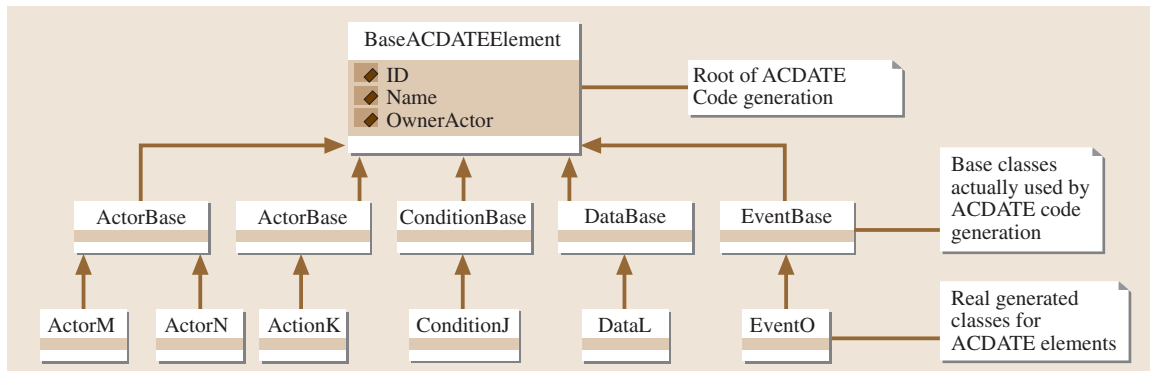 BaseACDATEElement
ID
Name
OwnerActor
Root of ACDATE
Code generation
Base classes
actually used by
ACDATE code
generation
ActorBase
ActorBase
ConditionBase
DataBase
EventBase
Real generated
classes for
ACDATE elements
ActorM
ActorN
ActionK
ConditionJ
DataL
EventO